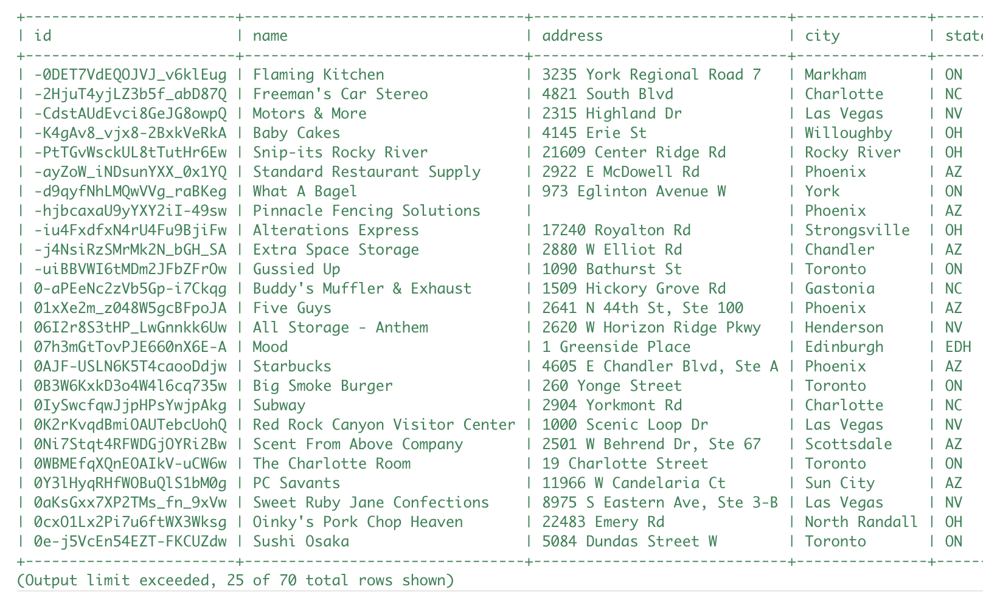 +------------------------+--------------------------------+-----------------------------+---------------+------
| id                     | name                           | address                     | city          | state
+------------------------+--------------------------------+-----------------------------+---------------+------
| -0DET7VdEQOJVJ_v6klEug | Flaming Kitchen                | 3235 York Regional Road 7   | Markham       | ON
| -2HjuT4yjLZ3b5f_abD87Q | Freeman's Car Stereo           | 4821 South Blvd             | Charlotte     | NC
| -CdstAUdEvci8GeJG8owpQ | Motors & More                  | 2315 Highland Dr            | Las Vegas     | NV
| -K4gAv8_vjx8-2BxkVeRkA | Baby Cakes                     | 4145 Erie St                | Willoughby    | OH
| -PtTGvWsckUL8tTutHr6Ew | Snip-its Rocky River           | 21609 Center Ridge Rd       | Rocky River   | OH
| -ayZoW_iNDsunYXX_0x1YQ | Standard Restaurant Supply     | 2922 E McDowell Rd          | Phoenix       | AZ
| -d9qyfNhLMQwVVg_raBKeg | What A Bagel                   | 973 Eglinton Avenue W       | York          | ON
| -hjbcaxaU9yYXY2iI-49sw | Pinnacle Fencing Solutions     |                             | Phoenix       | AZ
| -iu4FxdfxN4rU4Fu9BjiFw | Alterations Express            | 17240 Royalton Rd           | Strongsville  | OH
| -j4NsiRzSMrMk2N_bGH_SA | Extra Space Storage            | 2880 W Elliot Rd            | Chandler      | AZ
| -uiBBVWI6tMDm2JFbZFrOw | Gussied Up                     | 1090 Bathurst St            | Toronto       | ON
| 0-aPEeNc2zVb5Gp-i7Ckqg | Buddy's Muffler & Exhaust      | 1509 Hickory Grove Rd       | Gastonia      | NC
| 01xXe2m_z048W5gcBFpoJA | Five Guys                      | 2641 N 44th St, Ste 100     | Phoenix       | AZ
| 06I2r8S3tHP_LwGnnkk6Uw | All Storage - Anthem           | 2620 W Horizon Ridge Pkwy   | Henderson     | NV
| 07h3mGtTovPJE660nX6E-A | Mood                           | 1 Greenside Place           | Edinburgh     | EDH
| 0AJF-USLN6K5T4caooDdjw | Starbucks                      | 4605 E Chandler Blvd, Ste A | Phoenix       | AZ
| 0B3W6KxkD3o4W4l6cq735w | Big Smoke Burger               | 260 Yonge Street            | Toronto       | ON
| 0IySwcfqwJjpHPsYwjpAkg | Subway                         | 2904 Yorkmont Rd            | Charlotte     | NC
| 0K2rKvqdBmiOAUTebcUohQ | Red Rock Canyon Visitor Center | 1000 Scenic Loop Dr         | Las Vegas     | NV
| 0Ni7Stqt4RFWDGjOYRi2Bw | Scent From Above Company       | 2501 W Behrend Dr, Ste 67   | Scottsdale    | AZ
| 0WBMEfqXQnEOAIkV-uCW6w | The Charlotte Room             | 19 Charlotte Street         | Toronto       | ON
| 0Y3lHyqRHfWOBuQlS1bM0g | PC Savants                     | 11966 W Candelaria Ct       | Sun City      | AZ
| 0aKsGxx7XP2TMs_fn_9xVw | Sweet Ruby Jane Confections    | 8975 S Eastern Ave, Ste 3-B | Las Vegas     | NV
| 0cxO1Lx2Pi7u6ftWX3Wksg | Oinky's Pork Chop Heaven       | 22483 Emery Rd              | North Randall | OH
| 0e-j5VcEn54EZT-FKCUZdw | Sushi Osaka                    | 5084 Dundas Street W        | Toronto       | ON
+------------------------+--------------------------------+-----------------------------+---------------+------
(Output limit exceeded, 25 of 70 total rows shown)